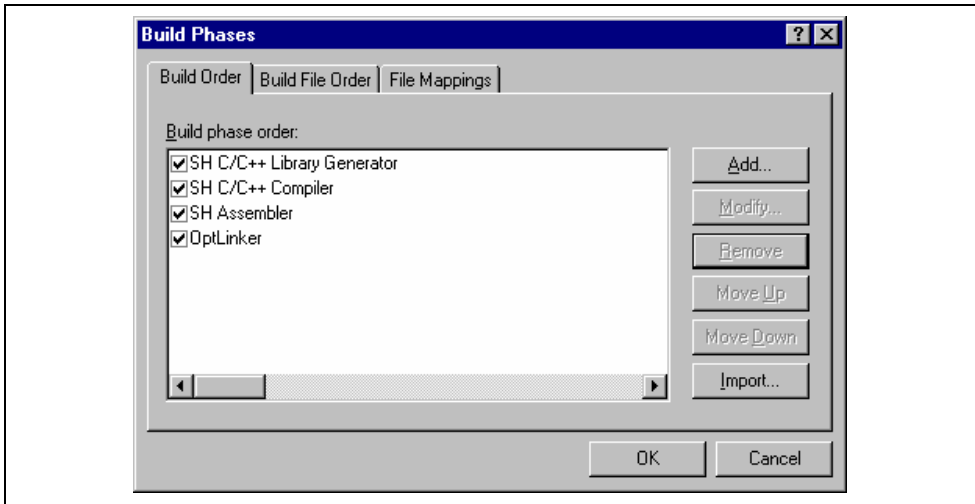 Build Phases
Build Order
Build File Order
File Mappings
Build phase order:
SH C/C++ Library Generator
SH C/C++ Compiler
SH Assembler
OptLinker
Add...
Modify...
Remove
Move Up
Move Down
Import...
OK
Cancel